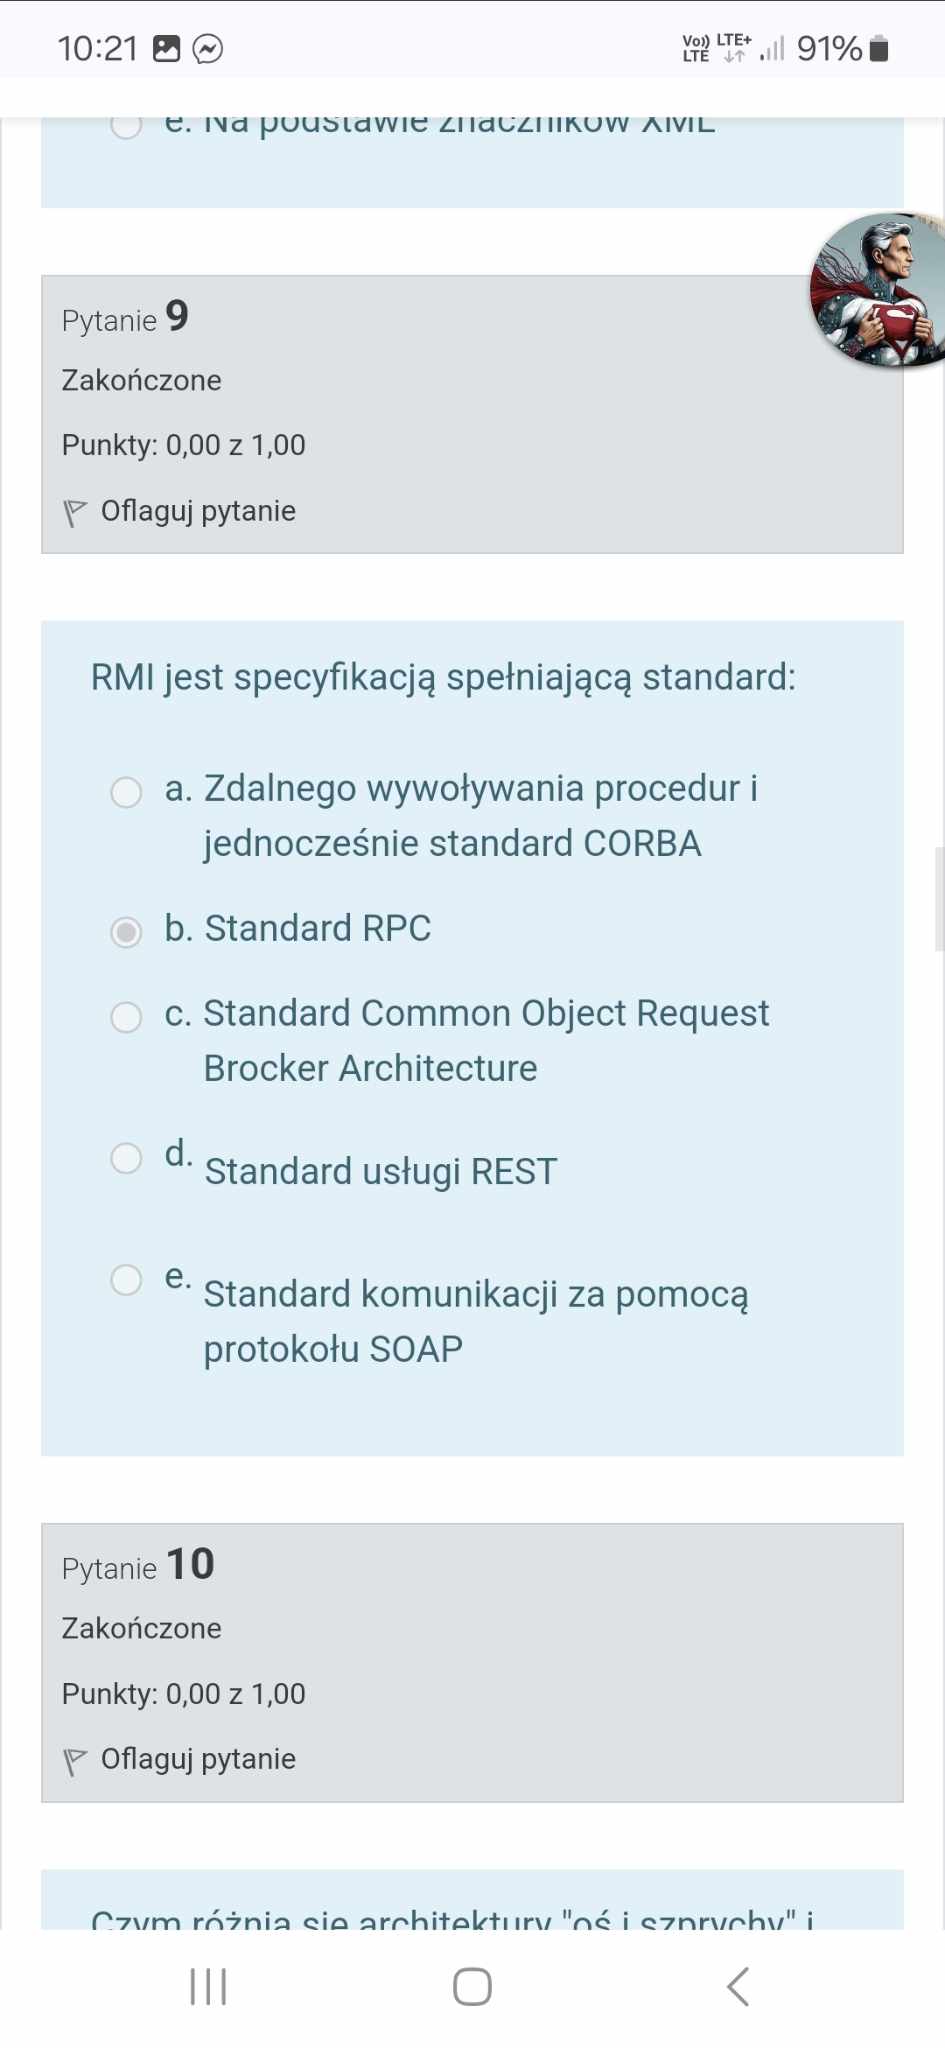 10:21
Vo)) LTE LTE+ 91%
e. Na podstawie znaczników XML
Pytanie 9
Zakończone
Punkty: 0,00 z 1,00
Oflaguj pytanie
RMI jest specyfikacją spełniającą standard:
a. Zdalnego wywoływania procedur i
jednocześnie standard CORBA
b. Standard RPC
c. Standard Common Object Request
Brocker Architecture
d.
Standard usługi REST
e.
Standard komunikacji za pomocą
protokołu SOAP
Pytanie 10
Zakończone
Punkty: 0,00 z 1,00
Oflaguj pytanie
Czym różnią się architektury "oś i szprychy" i